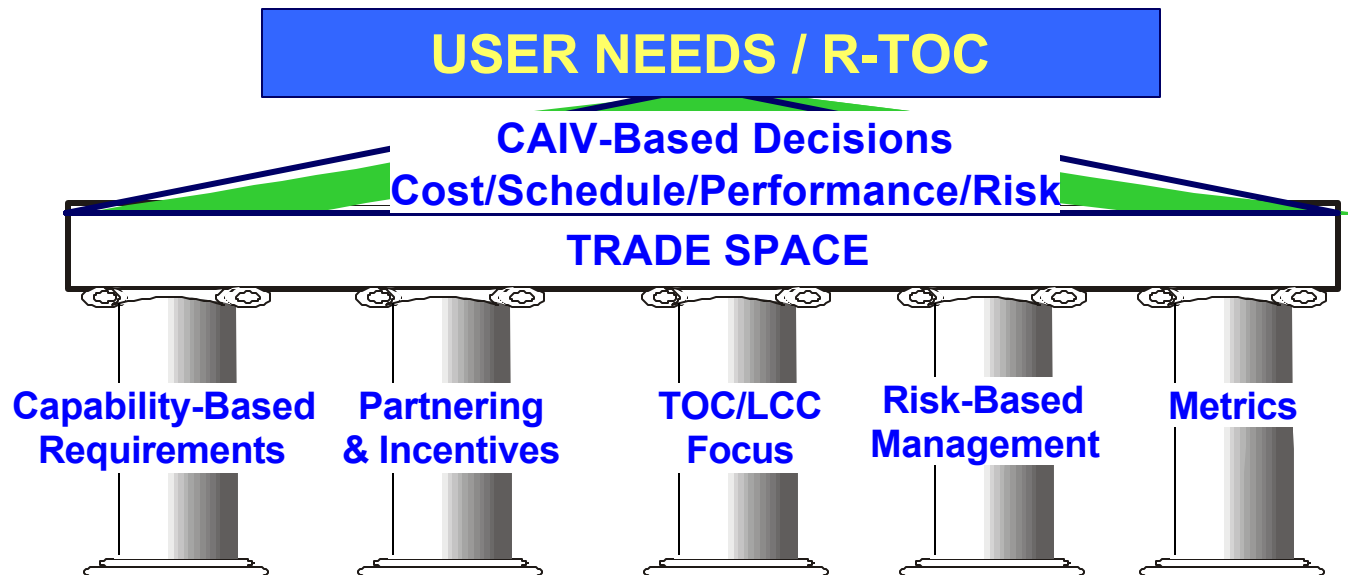 USER NEEDS / R-TOC
CAIV-Based Decisions
Cost/Schedule/Performance/Risk
TRADE SPACE
Capability-Based
Requirements
Partnering
& Incentives
TOC/LCC
Focus
Risk-Based
Management
Metrics